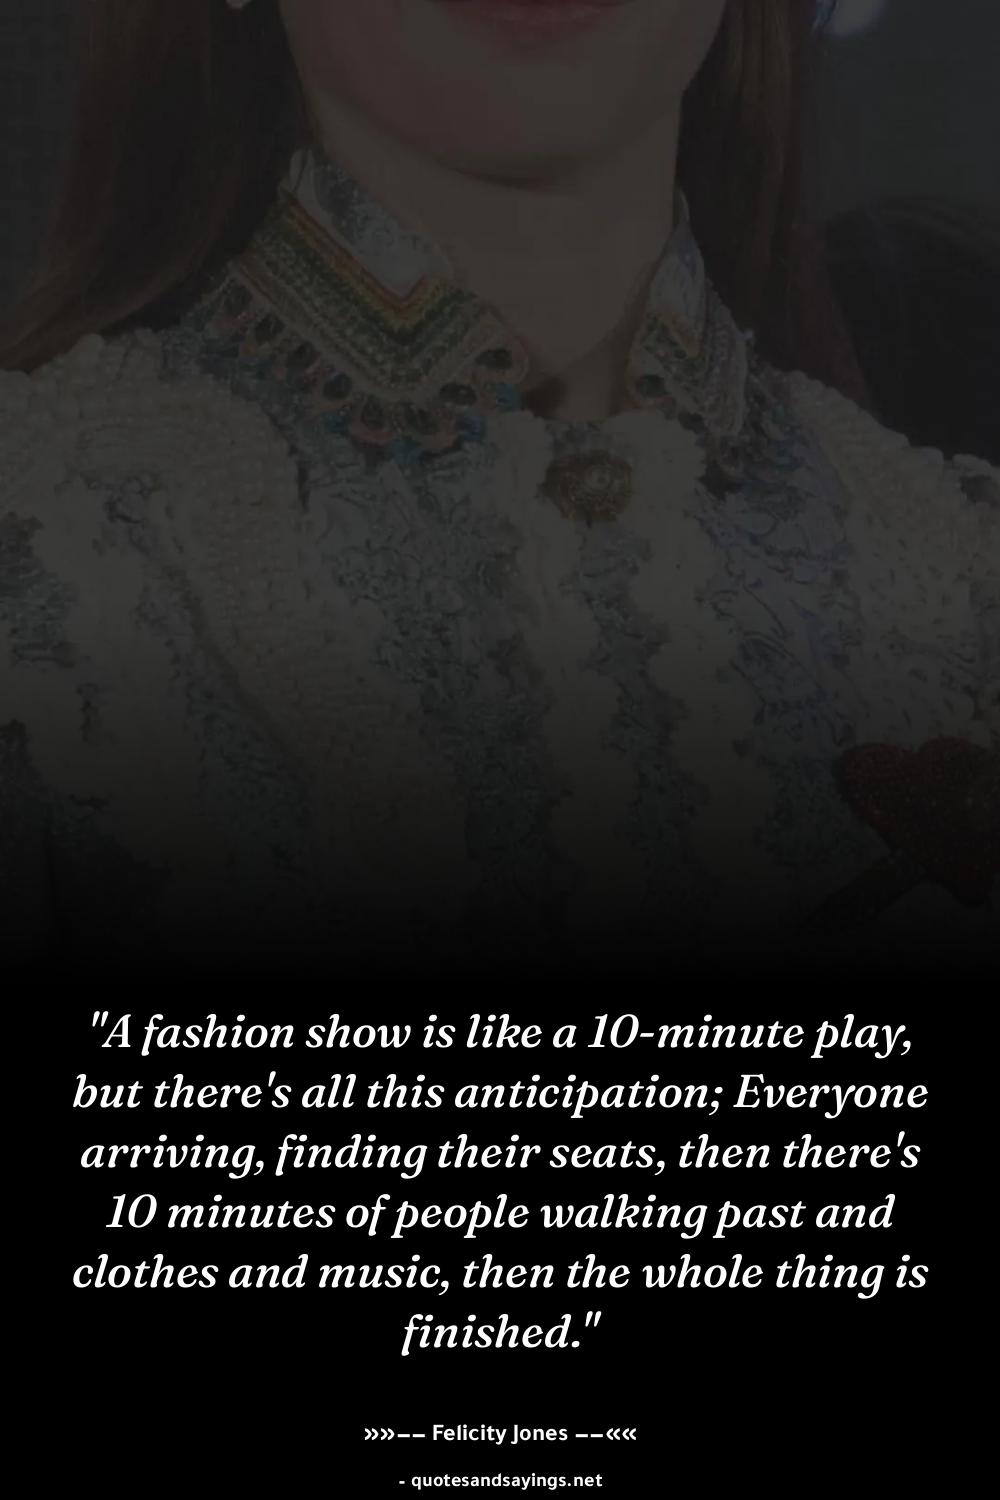 "A fashion show is like a 10-minute play,
but there's all this anticipation; Everyone
arriving, finding their seats, then there's
10 minutes of people walking past and
clothes and music, then the whole thing is
finished."
»»−− Felicity Jones −−««
- quotesandsayings.net